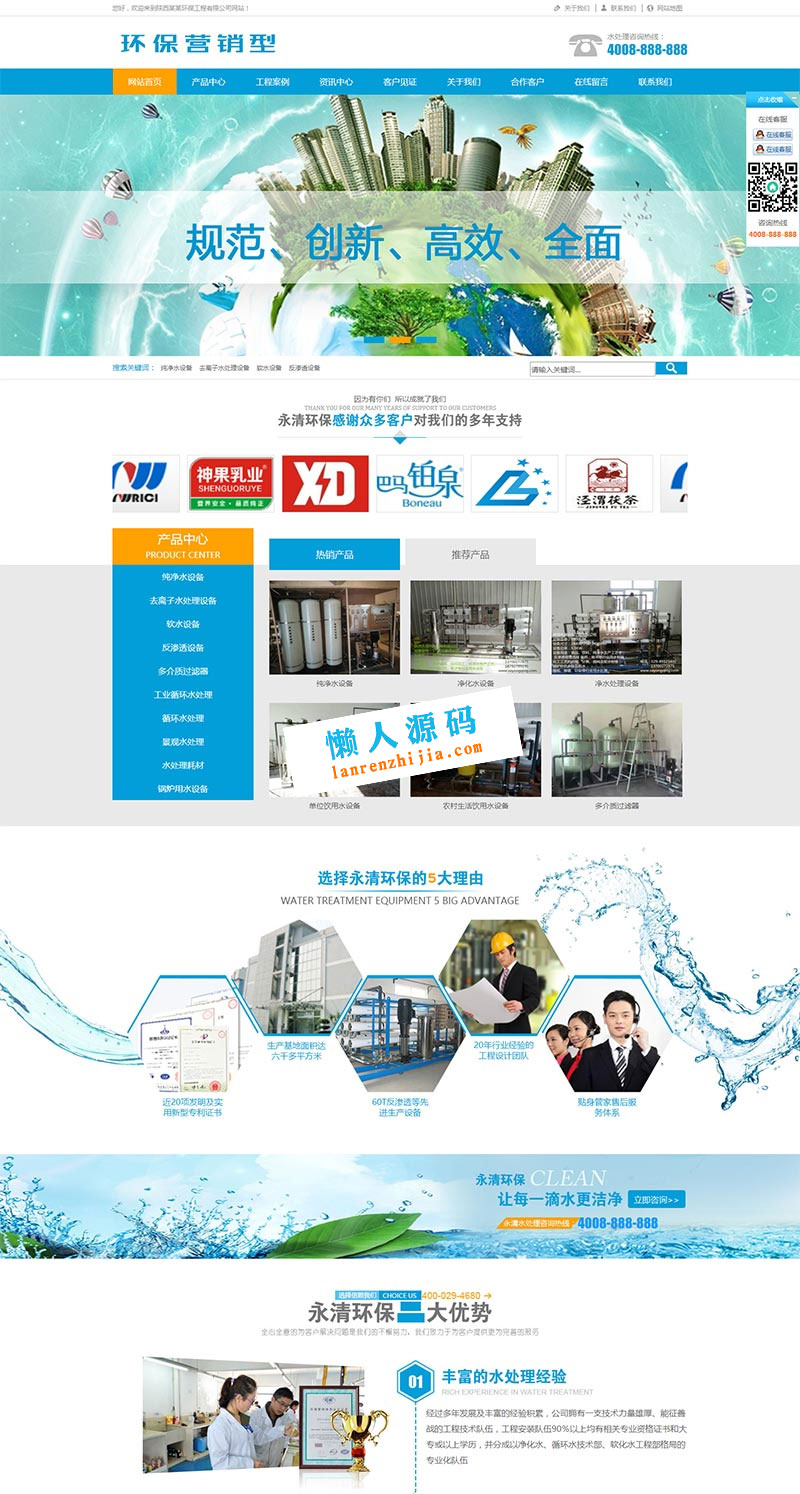 您好，欢迎来到陕西某某环保工程有限公司网站！
关于我们 | 联系我们 | 网站地图
环保营销型
水处理咨询热线：
4008-888-888
网站首页 产品中心 工程案例 资讯中心 客户见证 关于我们 合作客户 在线留言 联系我们
点击收缩
在线客服
在线客服
在线客服
咨询热线
4008-888-888
规范、创新、高效、全面
搜索关键词： 纯净水设备 去离子水处理设备 软水设备 反渗透设备
请输入关键词...
因为有你们 所以成就了我们
THANK YOU FOR OUR MANY YEARS OF SUPPORT TO OUR CUSTOMERS
永清环保感谢众多客户对我们的多年支持
NWRICI
神果乳业
SHENGUORUYE
营养安全·品质纯正
XD
巴马铂泉
Boneau
泾渭茯茶
JINGWEI FU TEA
产品中心
PRODUCT CENTER
热销产品 推荐产品
纯净水设备
去离子水处理设备
软水设备
反渗透设备
多介质过滤器
工业循环水处理
循环水处理
景观水处理
水处理耗材
锅炉用水设备
纯净水设备 净化水设备 净水处理设备
懒人源码
lanrenzhijia.com
单位饮用水设备 农村生活饮用水设备 多介质过滤器
选择永清环保的5大理由
WATER TREATMENT EQUIPMENT 5 BIG ADVANTAGE
生产基地面积达
六千多平方米
20年行业经验的
工程设计团队
近20项发明及实
用新型专利证书
60T反渗透等先
进生产设备
贴身管家售后服
务体系
永清环保 CLEAN
让每一滴水更洁净 立即咨询>>
永清水处理咨询热线 4008-888-888
选择信赖我们 CHOICE US 400-029-4680
永清环保三大优势
全心全意的为客户解决问题是我们的不懈努力，我们致力于为客户提供更为完善的服务
01 丰富的水处理经验
RICH EXPERIENCE IN WATER TREATMENT
经过多年发展及丰富的经验积累，公司拥有一支技术力量雄厚、能征善
战的工程技术队伍，工程安装队伍90%以上均有相关专业资格证书和大
专或以上学历，并分成以净化水、循环水技术部、软化水工程部格局的
专业化队伍